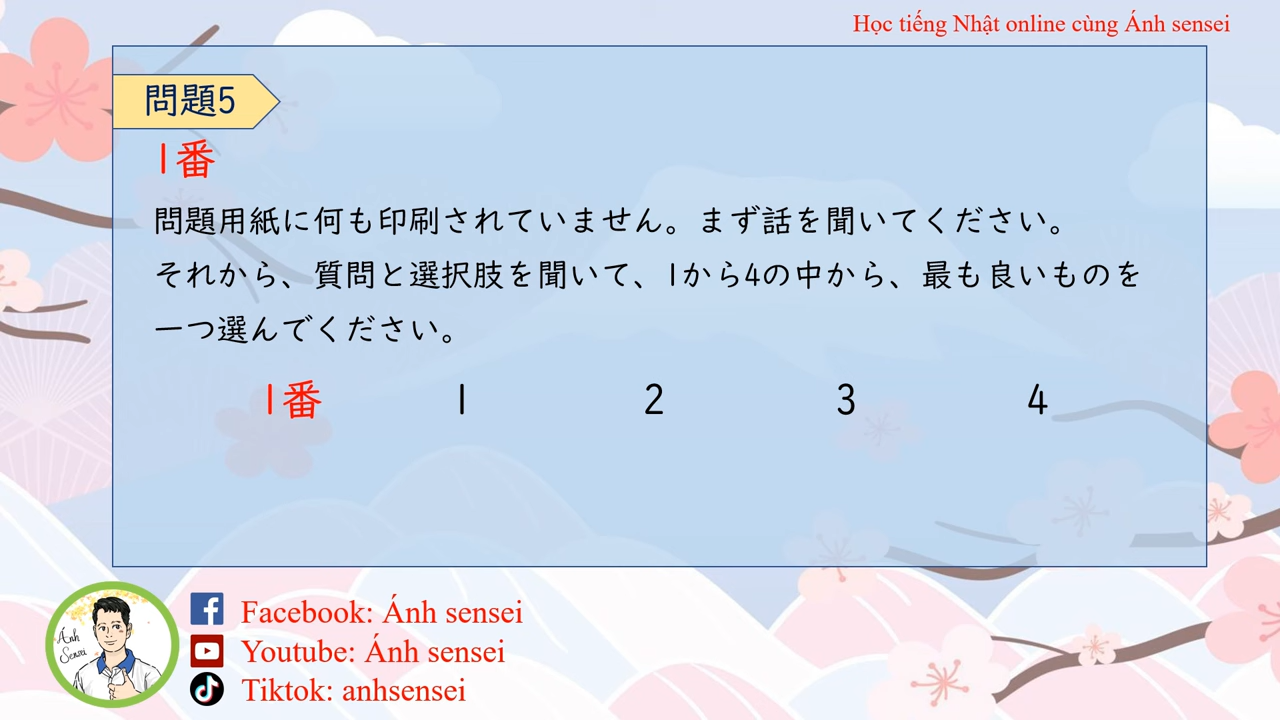 Học tiếng Nhật online cùng Ánh sensei
問題5
1番
問題用紙に何も印刷されていません。まず話を聞いてください。
それから、質問と選択肢を聞いて、1から4の中から、最も良いものを
一つ選んでください。
1番 1 2 3 4
Ánh Sensei
Facebook: Ánh sensei
Youtube: Ánh sensei
Tiktok: anhsensei